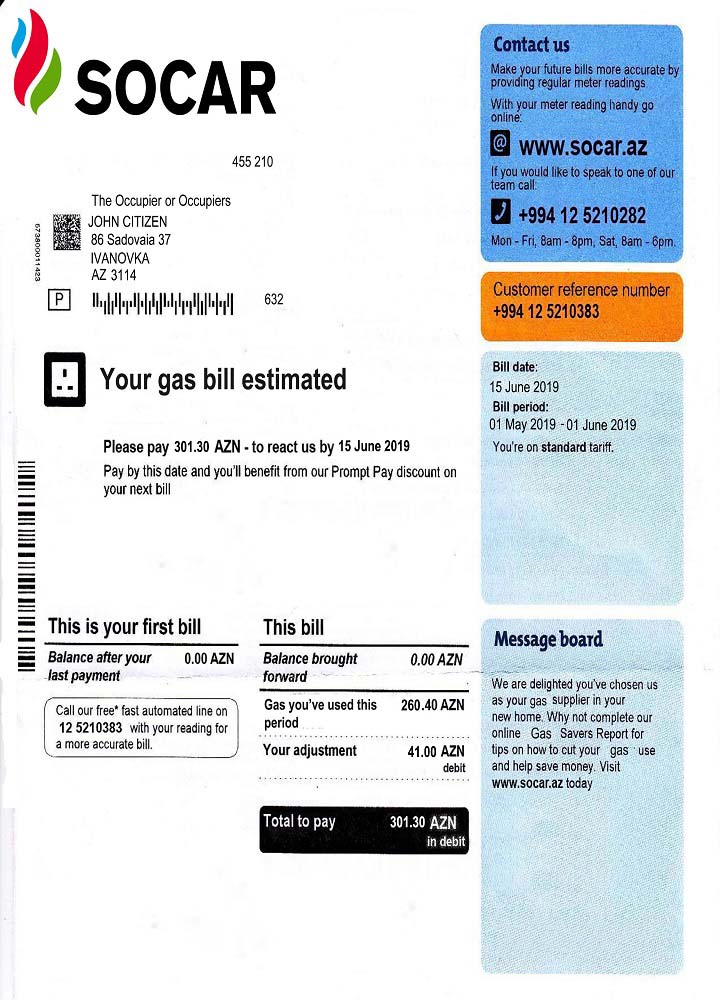 SOCAR
455 210
The Occupier or Occupiers
JOHN CITIZEN
86 Sadovaia 37
IVANOVKA
AZ 3114
573800011423
P
632
Your gas bill estimated
Please pay 301.30 AZN - to react us by 15 June 2019
Pay by this date and you'll benefit from our Prompt Pay discount on
your next bill
This is your first bill
Balance after your 0.00 AZN
last payment
Call our free* fast automated line on
12 5210383 with your reading for
a more accurate bill.
This bill
Balance brought 0.00 AZN
forward
Gas you've used this 260.40 AZN
period
Your adjustment 41.00 AZN
debit
Total to pay 301.30 AZN
in debit
Contact us
Make your future bills more accurate by
providing regular meter readings
With your meter reading handy go
online:
@ www.socar.az
If you would like to speak to one of our
team call:
+994 12 5210282
Mon - Fri, 8am - 8pm, Sat, 8am - 6pm.
Customer reference number
+994 12 5210383
Bill date:
15 June 2019
Bill period:
01 May 2019 - 01 June 2019
You're on standard tariff.
Message board
We are delighted you've chosen us
as your gas supplier in your
new home. Why not complete our
online Gas Savers Report for
tips on how to cut your gas use
and help save money. Visit
www.socar.az today